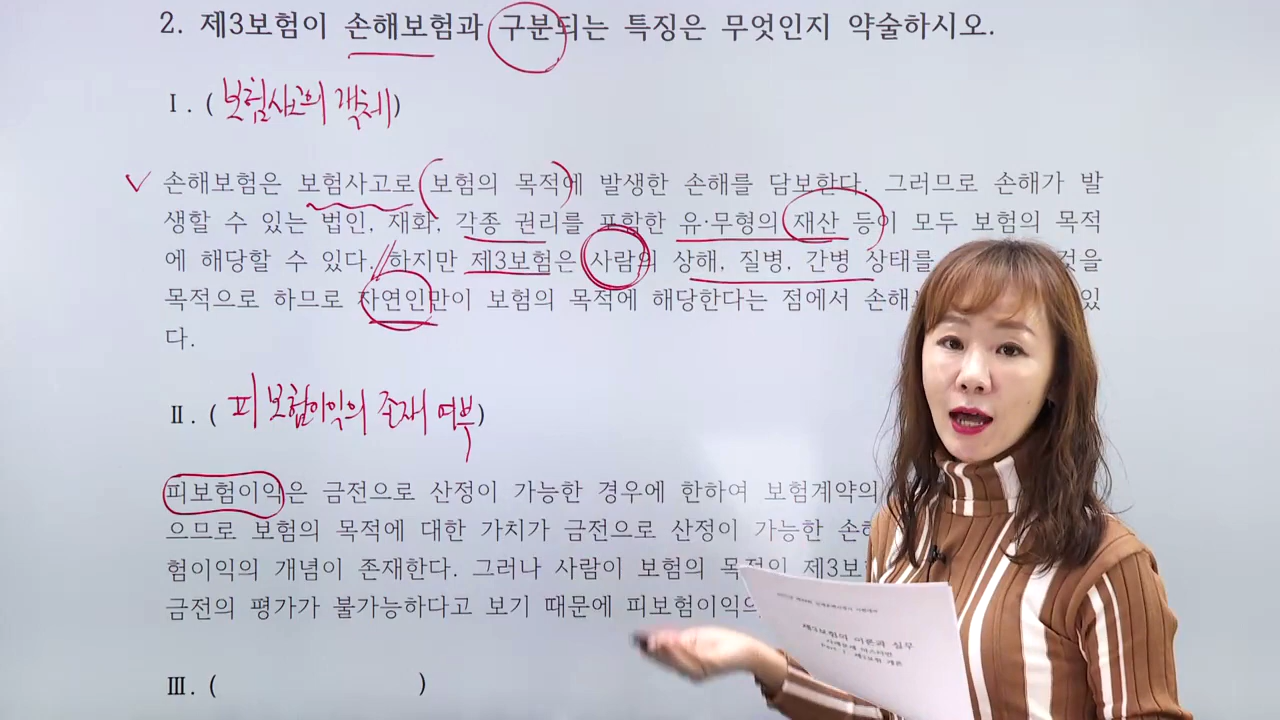 2. 제3보험이 손해보험과 구분되는 특징은 무엇인지 약술하시오.
Ⅰ. (보험사고의 객체)
손해보험은 보험사고로 보험의 목적에 발생한 손해를 담보한다. 그러므로 손해가 발
생할 수 있는 법인, 재화, 각종 권리를 포함한 유·무형의 재산 등이 모두 보험의 목적
에 해당할 수 있다. 하지만 제3보험은 사람의 상해, 질병, 간병 상태를 것을
목적으로 하므로 자연인만이 보험의 목적에 해당한다는 점에서 손해 있
다.
Ⅱ. (피보험이익의 존재 여부)
피보험이익은 금전으로 산정이 가능한 경우에 한하여 보험계약의
으므로 보험의 목적에 대한 가치가 금전으로 산정이 가능한 손해
험이익의 개념이 존재한다. 그러나 사람이 보험의 목적인 제3보험
금전의 평가가 불가능하다고 보기 때문에 피보험이익의
Ⅲ. ( )
제3보험의 이론과 실무